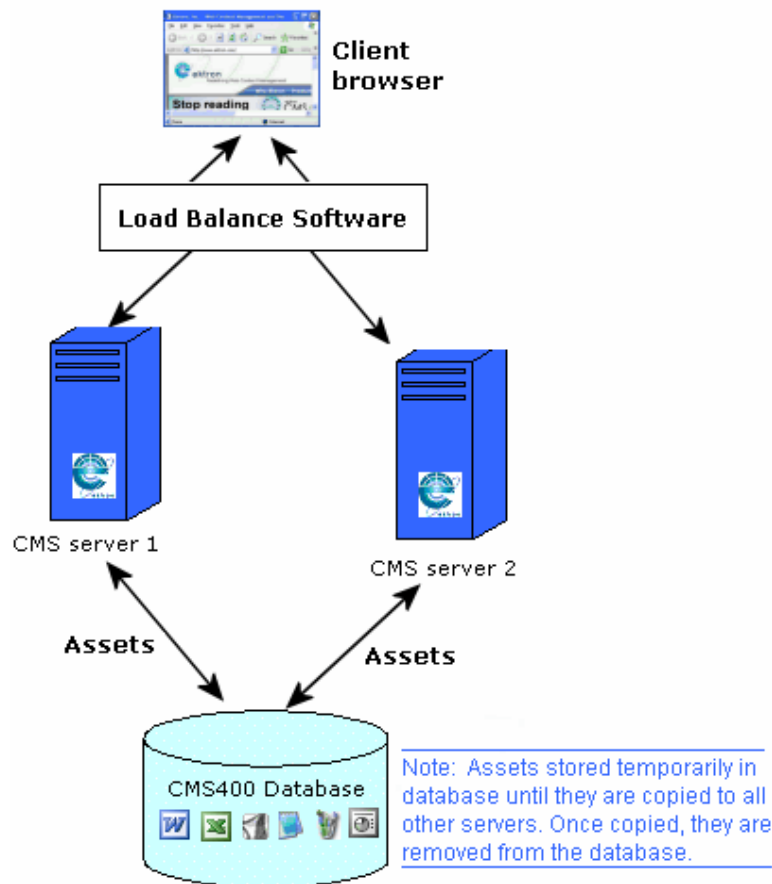 ektron
Stop reading
Client
browser
Load Balance Software
CMS server 1
CMS server 2
Assets
Assets
CMS400 Database
Note: Assets stored temporarily in
database until they are copied to all
other servers. Once copied, they are
removed from the database.